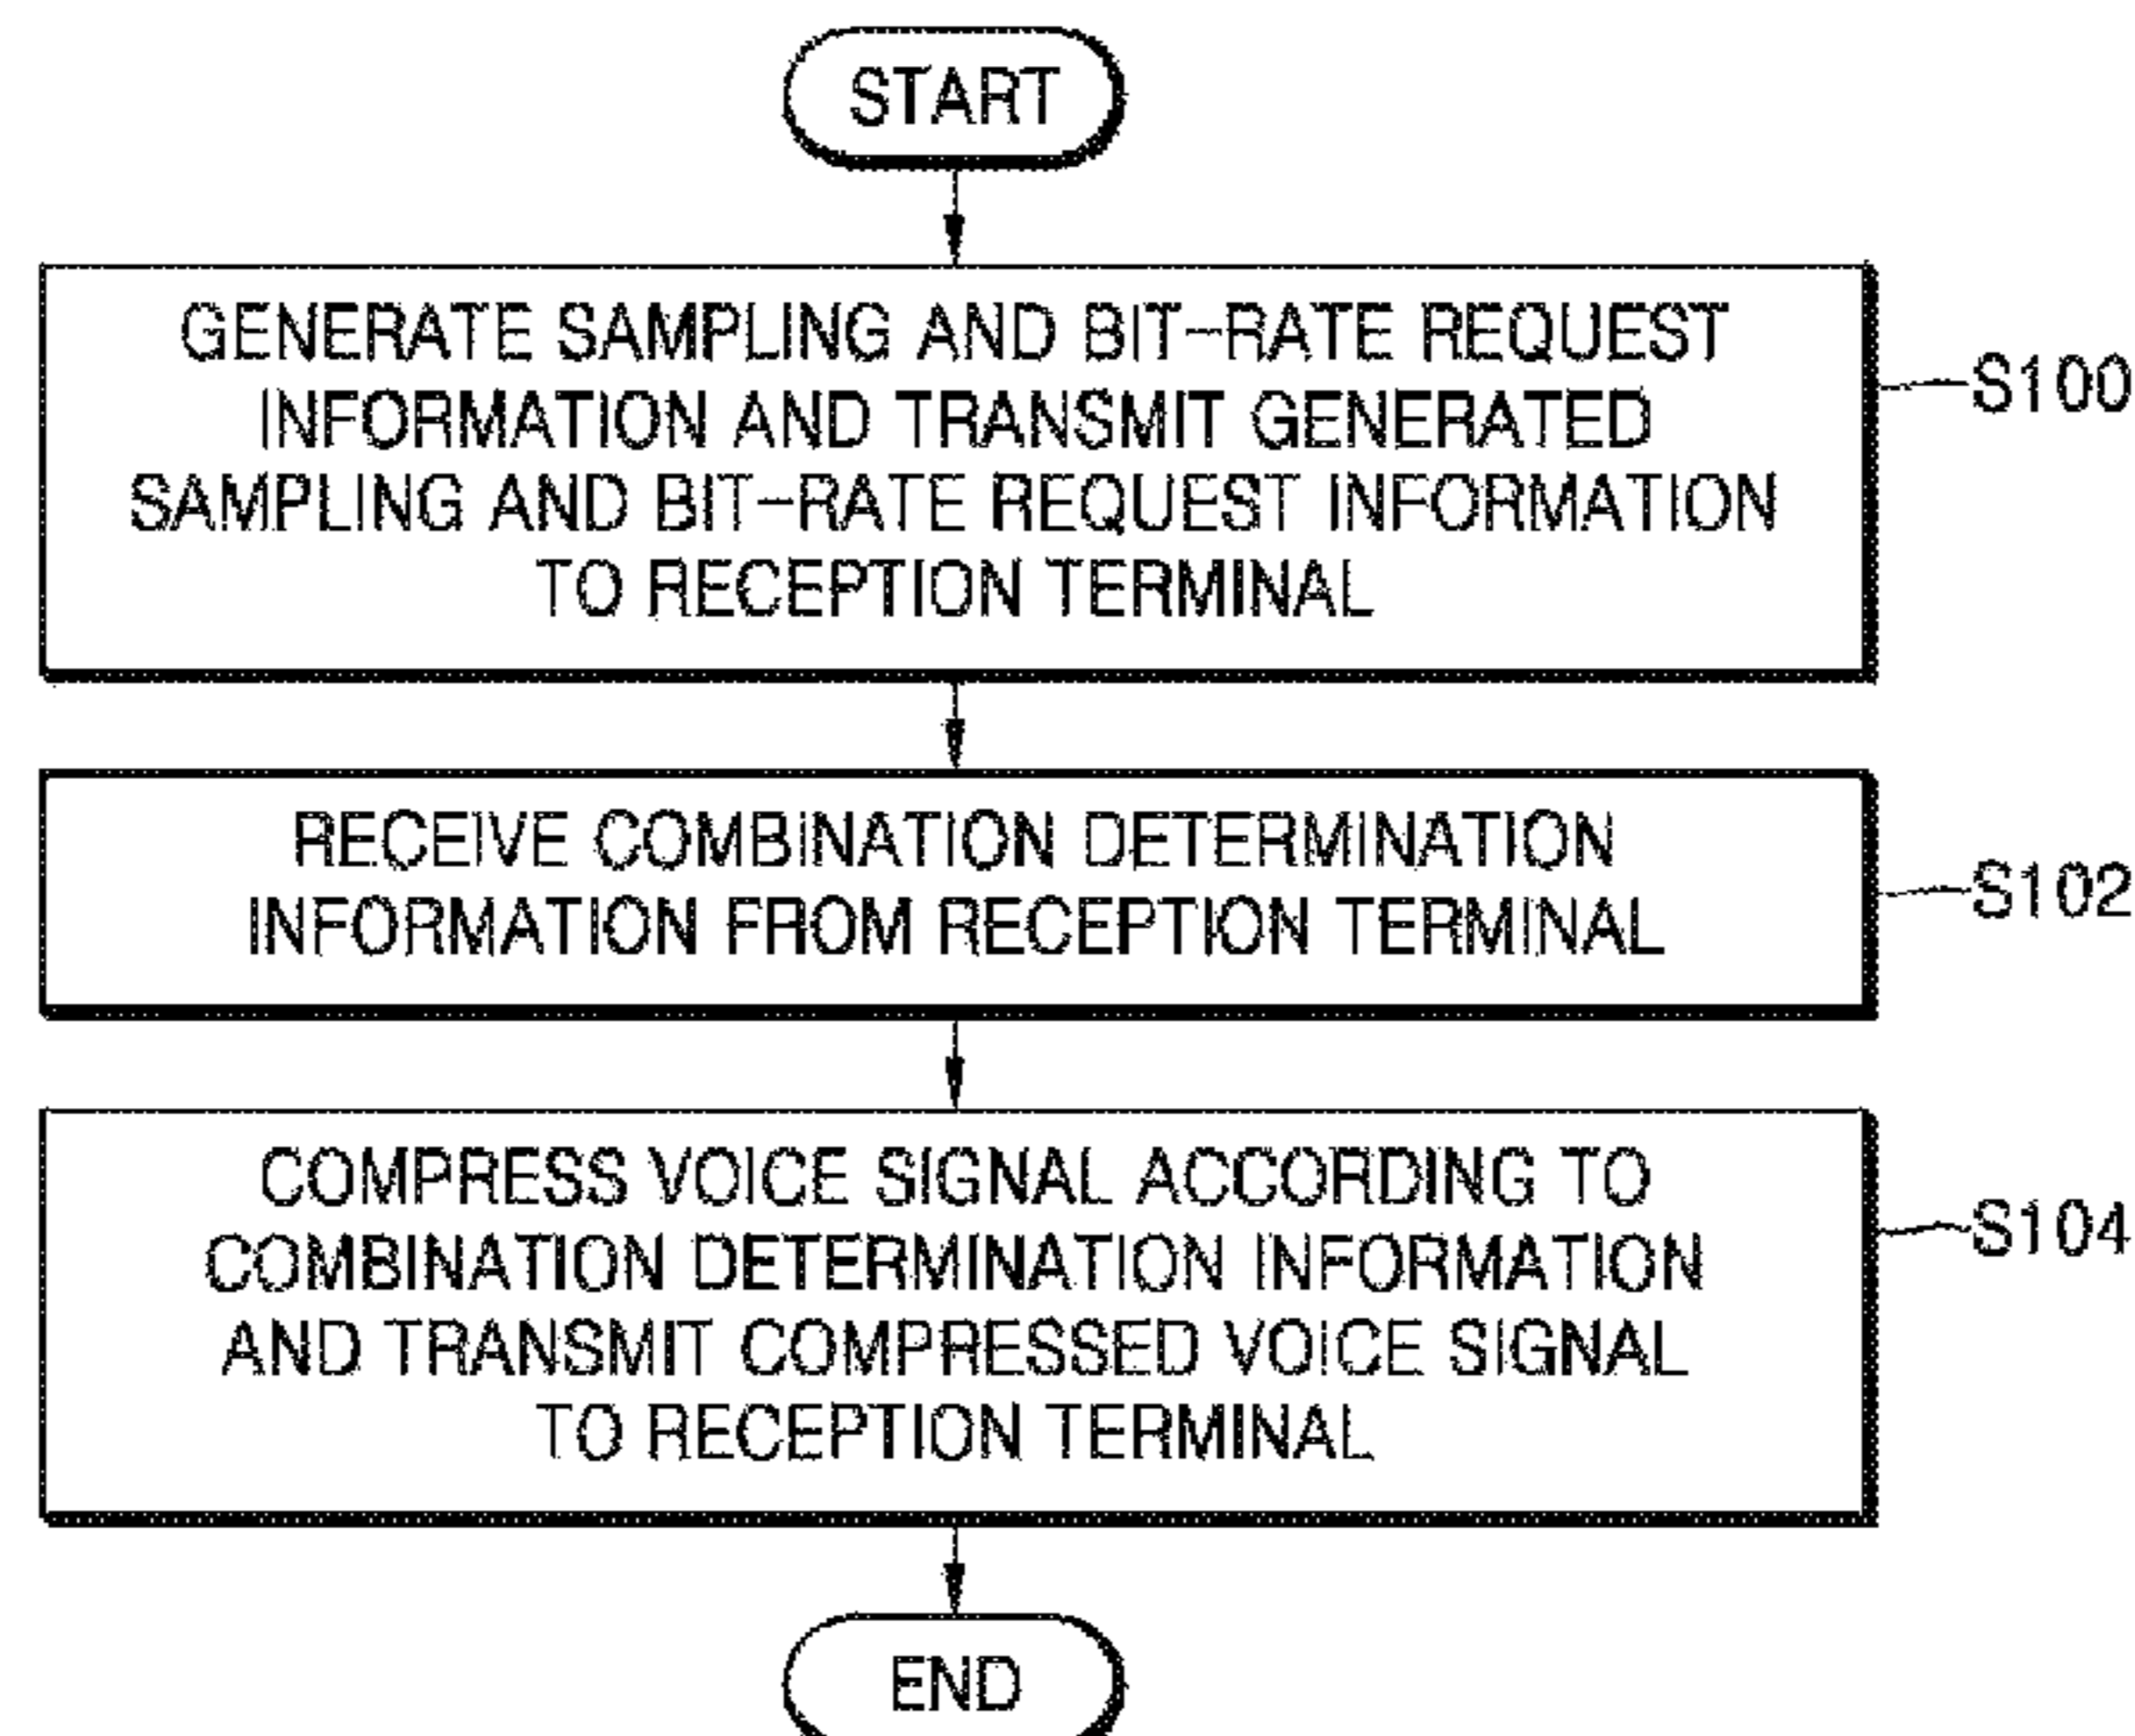 START
GENERATE SAMPLING AND BIT-RATE REQUEST
INFORMATION AND TRANSMIT GENERATED
SAMPLING AND BIT-RATE REQUEST INFORMATION
TO RECEPTION TERMINAL
S100
RECEIVE COMBINATION DETERMINATION
INFORMATION FROM RECEPTION TERMINAL
S102
COMPRESS VOICE SIGNAL ACCORDING TO
COMBINATION DETERMINATION INFORMATION
AND TRANSMIT COMPRESSED VOICE SIGNAL
TO RECEPTION TERMINAL
S104
END